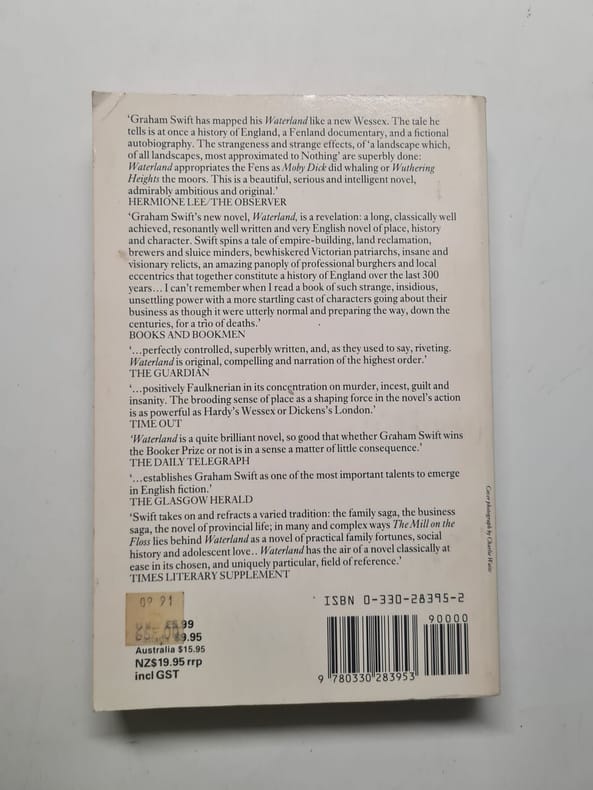 ‘Graham Swift has mapped his Waterland like a new Wessex. The tale he
tells is at once a history of England, a Fenland documentary, and a fictional
autobiography. The strangeness and strange effects, of ‘a landscape which,
of all landscapes, most approximated to Nothing’ are superbly done:
Waterland appropriates the Fens as Moby Dick did whaling or Wuthering
Heights the moors. This is a beautiful, serious and intelligent novel,
admirably ambitious and original.’
HERMIONE LEE/THE OBSERVER
‘Graham Swift’s new novel, Waterland, is a revelation: a long, classically well
achieved, resonantly well written and very English novel of place, history
and character. Swift spins a tale of empire-building, land reclamation,
brewers and sluice minders, bewhiskered Victorian patriarchs, insane and
visionary relicts, an amazing panoply of professional burghers and local
eccentrics that together constitute a history of England over the last 300
years... I can’t remember when I read a book of such strange, insidious,
unsettling power with a more startling cast of characters going about their
business as though it were utterly normal and preparing the way, down the
centuries, for a trio of deaths.’
BOOKS AND BOOKMEN
‘...perfectly controlled, superbly written, and, as they used to say, riveting.
Waterland is original, compelling and narration of the highest order.’
THE GUARDIAN
‘...positively Faulknerian in its concentration on murder, incest, guilt and
insanity. The brooding sense of place as a shaping force in the novel’s action
is as powerful as Hardy’s Wessex or Dickens’s London.’
TIME OUT
‘Waterland is a quite brilliant novel, so good that whether Graham Swift wins
the Booker Prize or not is in a sense a matter of little consequence.’
THE DAILY TELEGRAPH
‘...establishes Graham Swift as one of the most important talents to emerge
in English fiction.’
THE GLASGOW HERALD
‘Swift takes on and refracts a varied tradition: the family saga, the business
saga, the novel of provincial life; in many and complex ways The Mill on the
Floss lies behind Waterland as a novel of practical family fortunes, social
history and adolescent love.. Waterland has the air of a novel classically at
ease in its chosen, and uniquely particular, field of reference.’
TIMES LITERARY SUPPLEMENT
Cover photograph by Charlie Waite
09 91
£5.99
$9.95
Australia $15.95
NZ$19.95 rrp
incl GST
ISBN 0-330-28395-2
90000
9 780330 283953